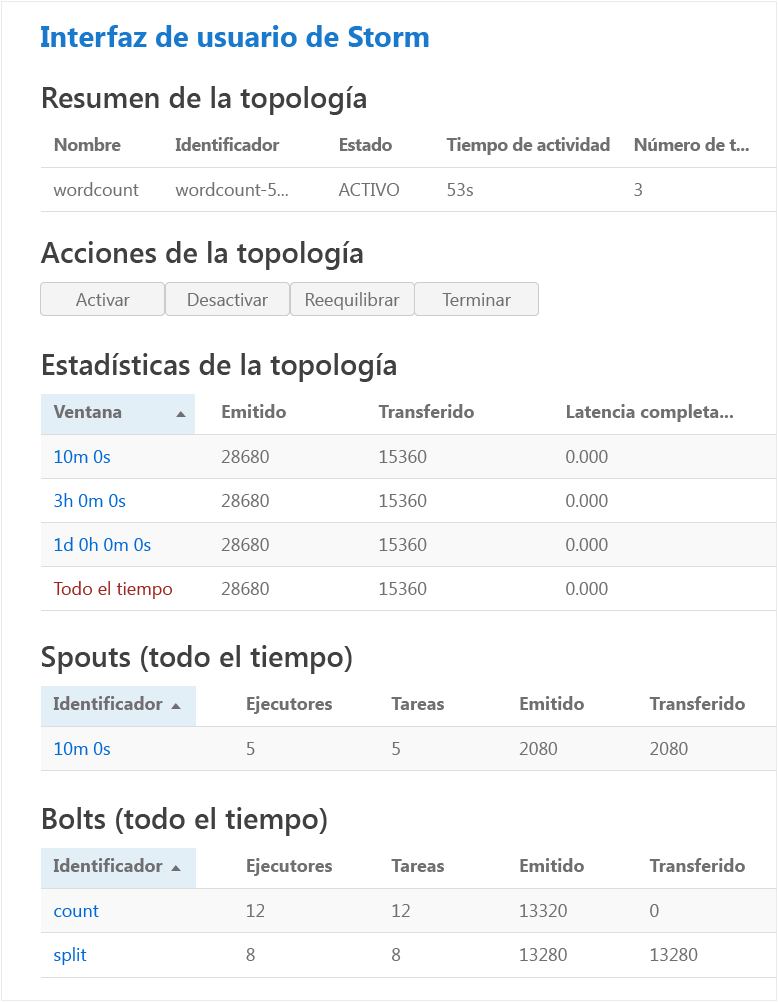 Interfaz de usuario de Storm
Resumen de la topología
Nombre Identificador Estado Tiempo de actividad Número de t...
wordcount wordcount-5... ACTIVO 53s 3
Acciones de la topología
Activar Desactivar Reequilibrar Terminar
Estadísticas de la topología
Ventana Emitido Transferido Latencia completa...
10m 0s 28680 15360 0.000
3h 0m 0s 28680 15360 0.000
1d 0h 0m 0s 28680 15360 0.000
Todo el tiempo 28680 15360 0.000
Spouts (todo el tiempo)
Identificador Ejecutores Tareas Emitido Transferido
10m 0s 5 5 2080 2080
Bolts (todo el tiempo)
Identificador Ejecutores Tareas Emitido Transferido
count 12 12 13320 0
split 8 8 13280 13280